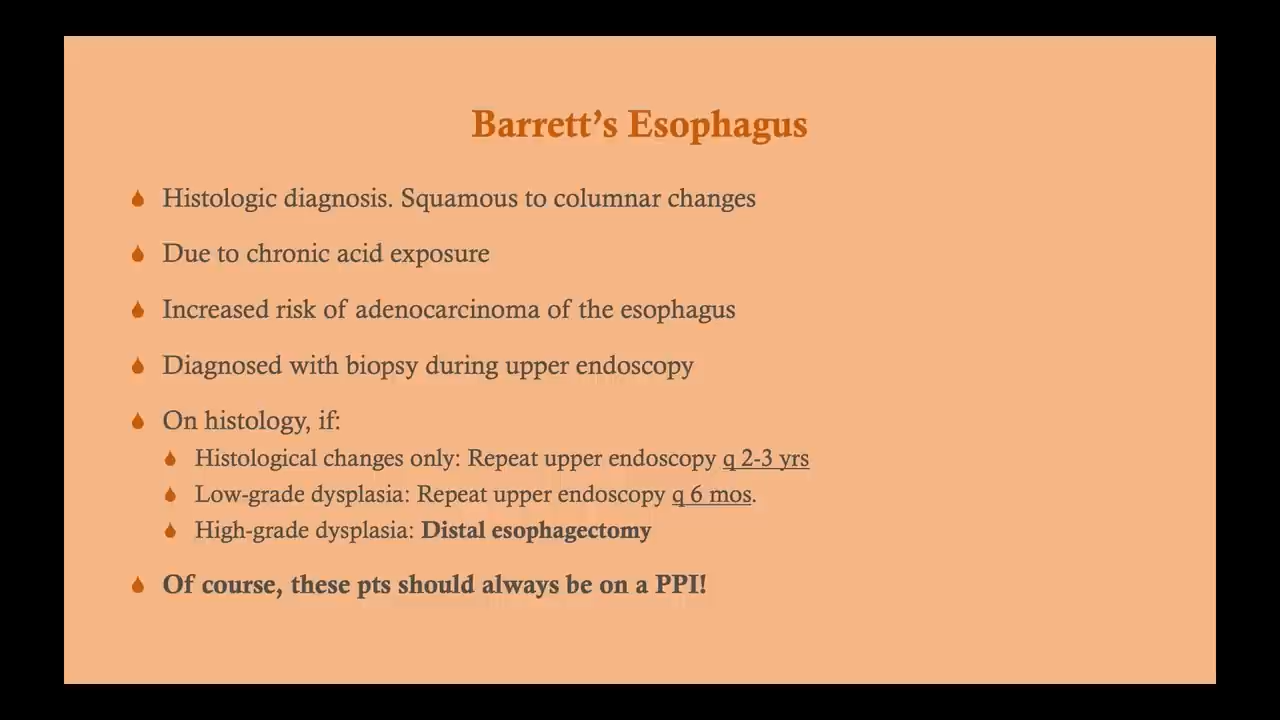 Barrett’s Esophagus
Histologic diagnosis. Squamous to columnar changes
Due to chronic acid exposure
Increased risk of adenocarcinoma of the esophagus
Diagnosed with biopsy during upper endoscopy
On histology, if:
Histological changes only: Repeat upper endoscopy q 2-3 yrs
Low-grade dysplasia: Repeat upper endoscopy q 6 mos.
High-grade dysplasia: Distal esophagectomy
Of course, these pts should always be on a PPI!